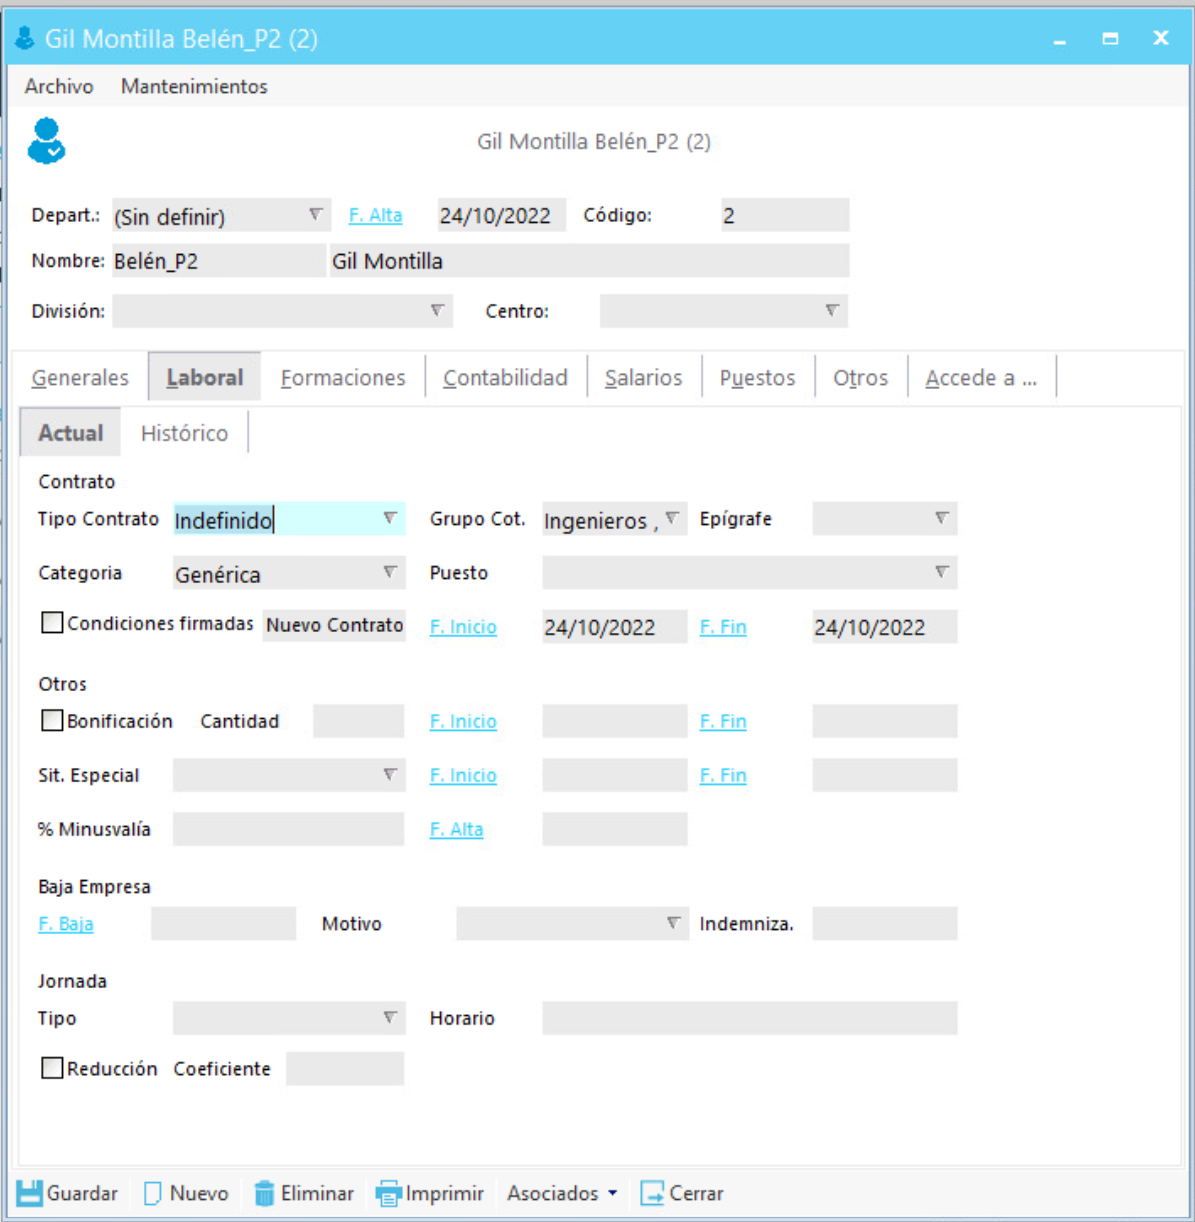 Gil Montilla Belén_P2 (2)
Archivo Mantenimientos
Gil Montilla Belén_P2 (2)
Depart.: (Sin definir) F. Alta 24/10/2022 Código: 2
Nombre: Belén_P2 Gil Montilla
División: Centro:
Generales Laboral Formaciones Contabilidad Salarios Puestos Otros Accede a ...
Actual Histórico
Contrato
Tipo Contrato Indefinido Grupo Cot. Ingenieros , Epígrafe
Categoria Genérica Puesto
Condiciones firmadas Nuevo Contrato F. Inicio 24/10/2022 F. Fin 24/10/2022
Otros
Bonificación Cantidad F. Inicio F. Fin
Sit. Especial F. Inicio F. Fin
% Minusvalía F. Alta
Baja Empresa
F. Baja Motivo Indemniza.
Jornada
Tipo Horario
Reducción Coeficiente
Guardar Nuevo Eliminar Imprimir Asociados Cerrar